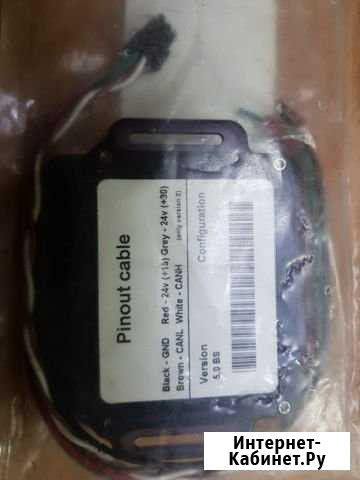 Pinout cable
Black - GND Red - 24v (+15) Grey - 24v (+30)
Brown - CANL White - CANH (only version 2)
Version Configuration
5.0 BS
Интернет-
Кабинет.Ру